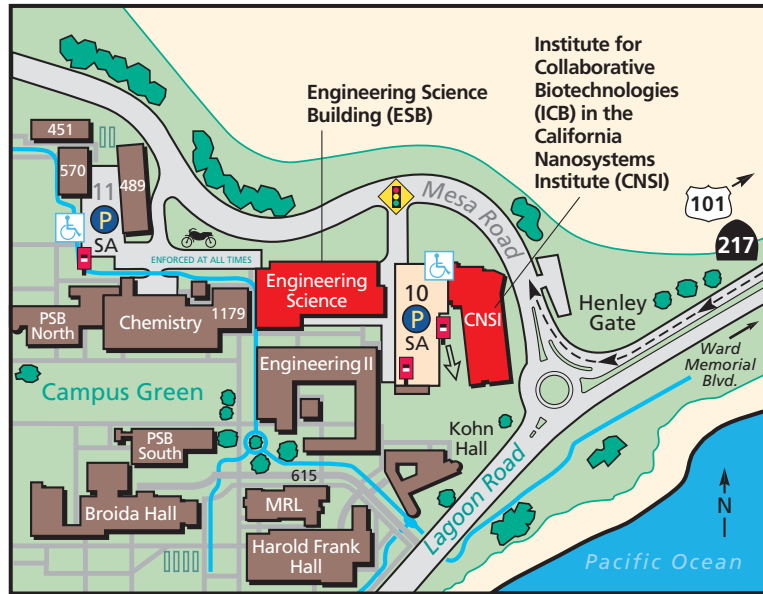 Institute for
Collaborative
Biotechnologies
(ICB) in the
California
Nanosystems
Institute (CNSI)
Engineering Science
Building (ESB)
101
217
451
570
489
11
P
SA
Mesa Road
ENFORCED AT ALL TIMES
Engineering
Science
10
P
SA
CNSI
Henley
Gate
PSB
North
Chemistry
1179
Ward
Memorial
Blvd.
Engineering II
Campus Green
Kohn
Hall
PSB
South
615
Lagoon Road
MRL
Broida Hall
Harold Frank
Hall
N
Pacific Ocean